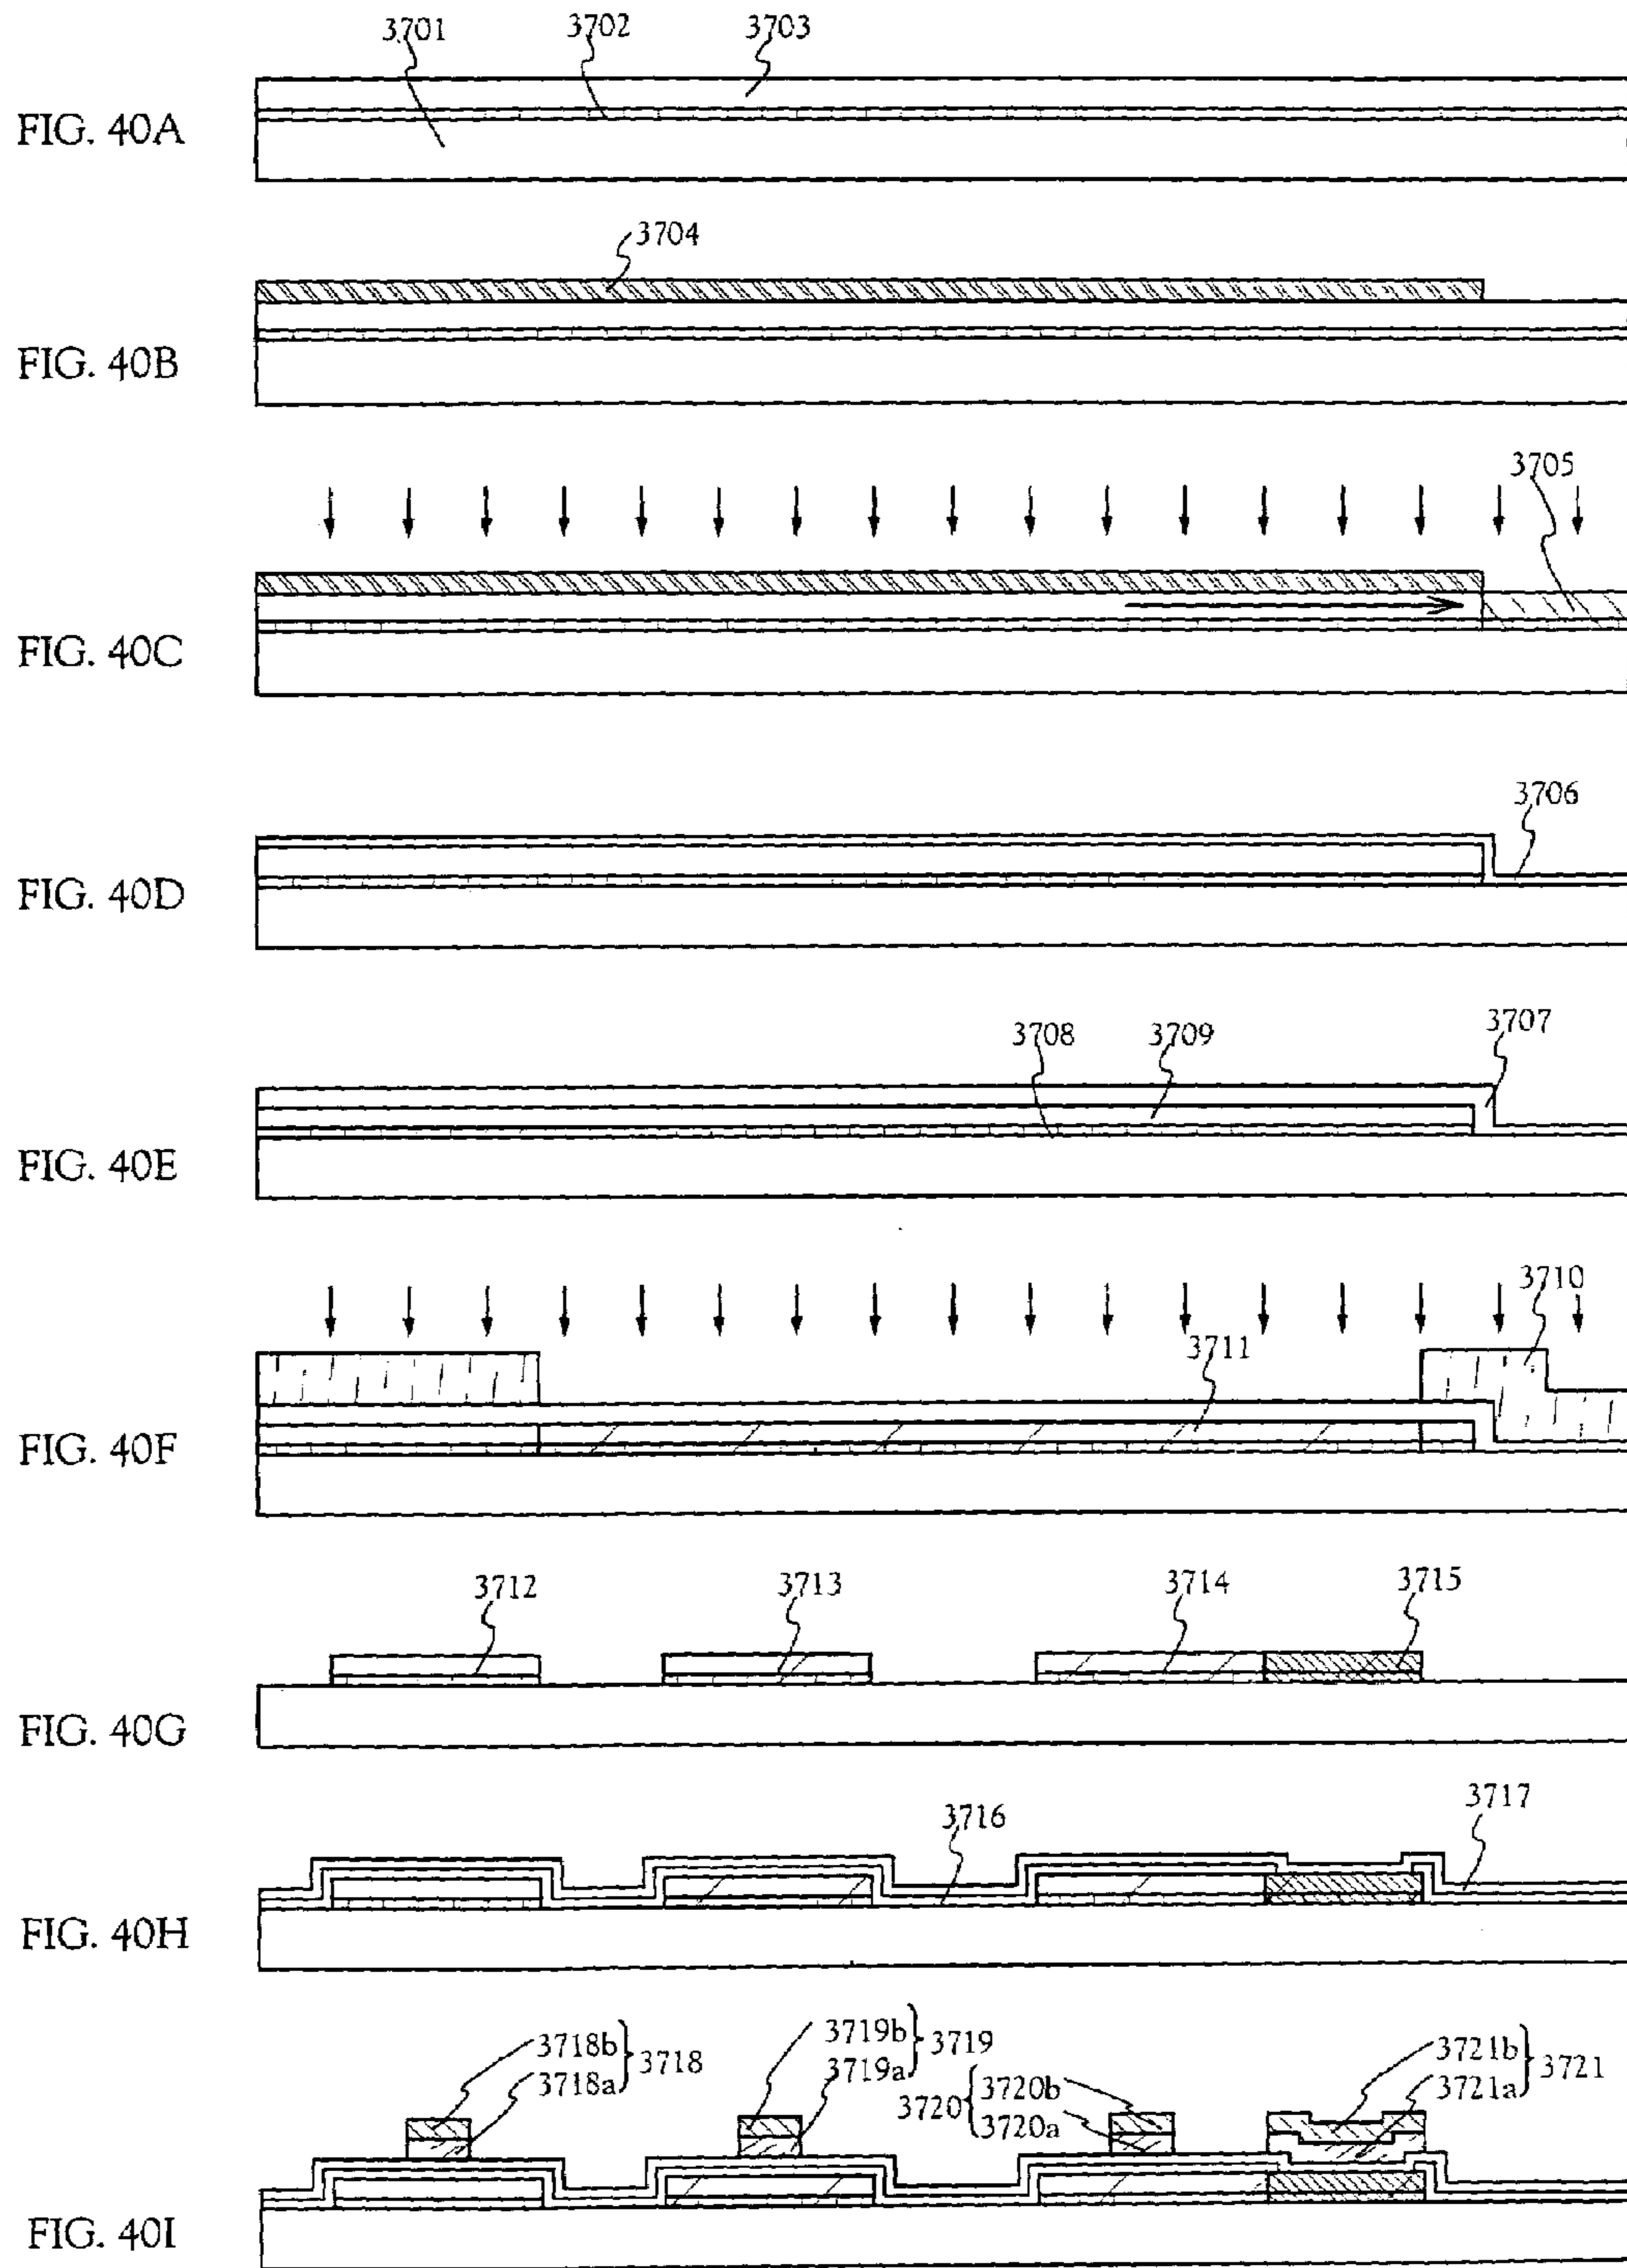 3701 3702 3703
FIG. 40A
3704
FIG. 40B
3705
FIG. 40C
3706
FIG. 40D
3708 3709 3707
FIG. 40E
3710
3711
FIG. 40F
3712 3713 3714 3715
FIG. 40G
3716 3717
FIG. 40H
3718b 3718a 3718
3719b 3719a 3719
3720 3720b 3720a
3721b 3721a 3721
FIG. 40I